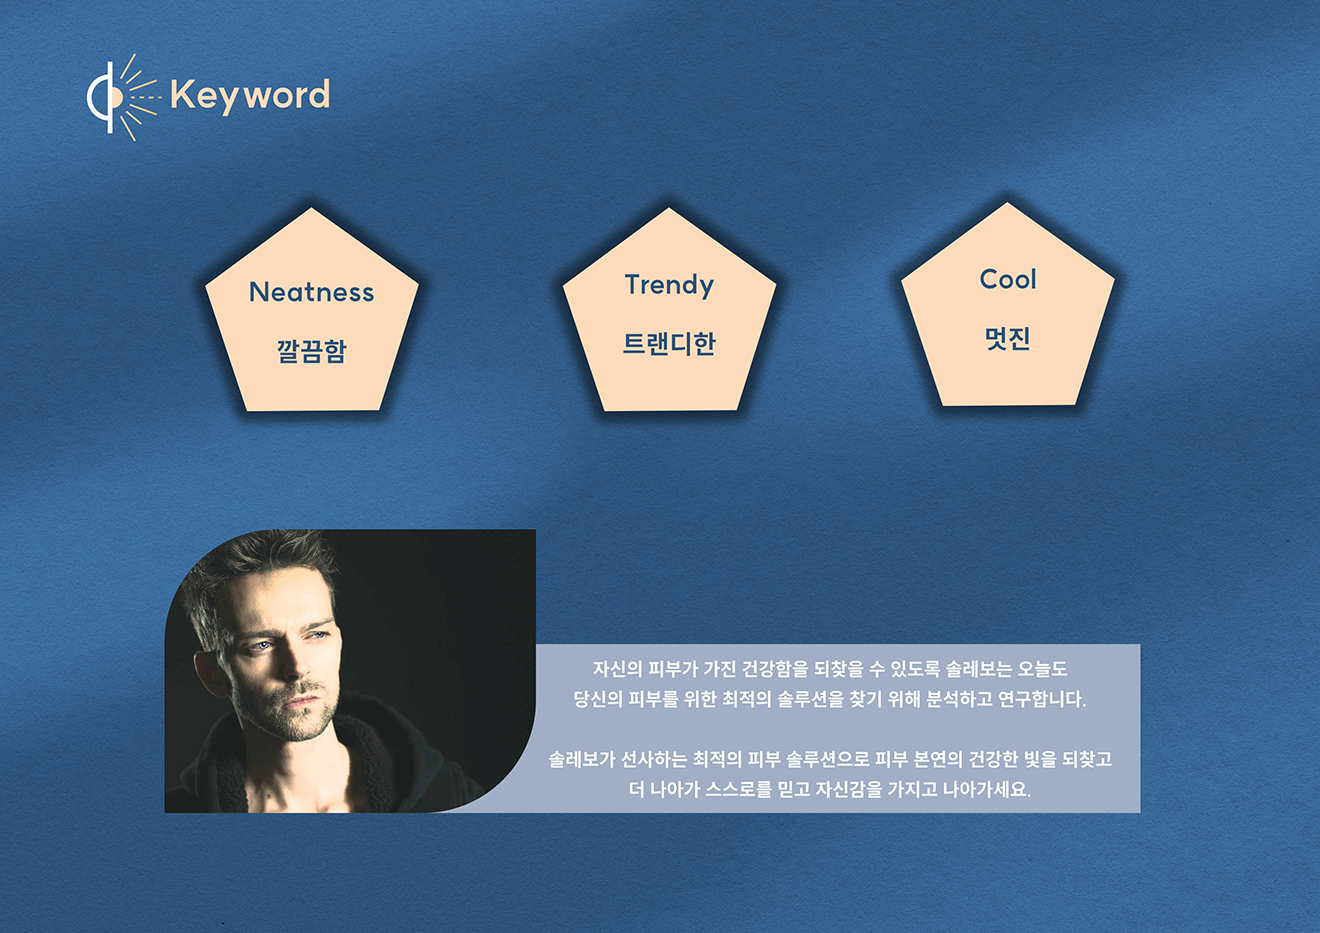 Keyword
Neatness
깔끔함
Trendy
트랜디한
Cool
멋진
자신의 피부가 가진 건강함을 되찾을 수 있도록 솔레보는 오늘도
당신의 피부를 위한 최적의 솔루션을 찾기 위해 분석하고 연구합니다.
솔레보가 선사하는 최적의 피부 솔루션으로 피부 본연의 건강한 빛을 되찾고
더 나아가 스스로를 믿고 자신감을 가지고 나아가세요.